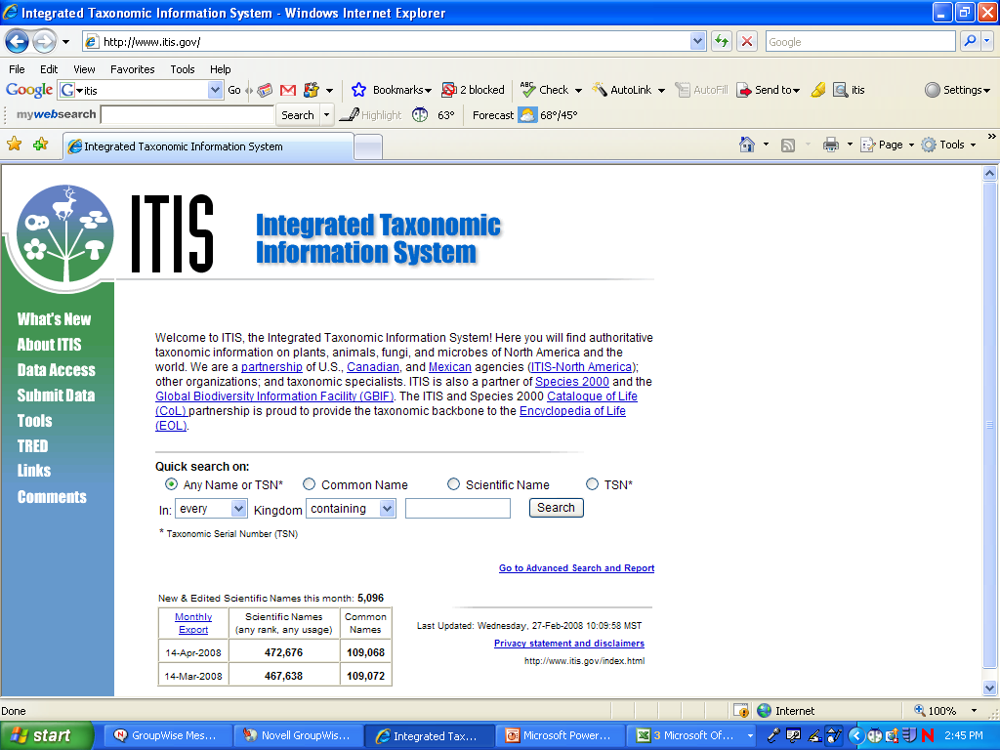 Integrated Taxonomic Information System - Windows Internet Explorer
http://www.itis.gov/
Google
File Edit View Favorites Tools Help
Google G itis Go Bookmarks 2 blocked ABC Check AutoLink AutoFill Send to itis Settings
mywebsearch Search Highlight 63° Forecast 68°/45°
Integrated Taxonomic Information System Page Tools
ITIS
Integrated Taxonomic
Information System
What's New
About ITIS
Data Access
Submit Data
Tools
TRED
Links
Comments
Welcome to ITIS, the Integrated Taxonomic Information System! Here you will find authoritative
taxonomic information on plants, animals, fungi, and microbes of North America and the
world. We are a partnership of U.S., Canadian, and Mexican agencies (ITIS-North America);
other organizations; and taxonomic specialists. ITIS is also a partner of Species 2000 and the
Global Biodiversity Information Facility (GBIF). The ITIS and Species 2000 Catalogue of Life
(CoL) partnership is proud to provide the taxonomic backbone to the Encyclopedia of Life
(EOL).
Quick search on:
Any Name or TSN* Common Name Scientific Name TSN*
In: every Kingdom containing Search
* Taxonomic Serial Number (TSN)
Go to Advanced Search and Report
New & Edited Scientific Names this month: 5,096
Monthly Export Scientific Names (any rank, any usage) Common Names
14-Apr-2008 472,676 109,068
14-Mar-2008 467,638 109,072
Last Updated: Wednesday, 27-Feb-2008 10:09:58 MST
Privacy statement and disclaimers
http://www.itis.gov/index.html
Done Internet 100%
start GroupWise Mes... Novell GroupWis... Integrated Tax... Microsoft Power... 3 Microsoft Of... N 2:45 PM